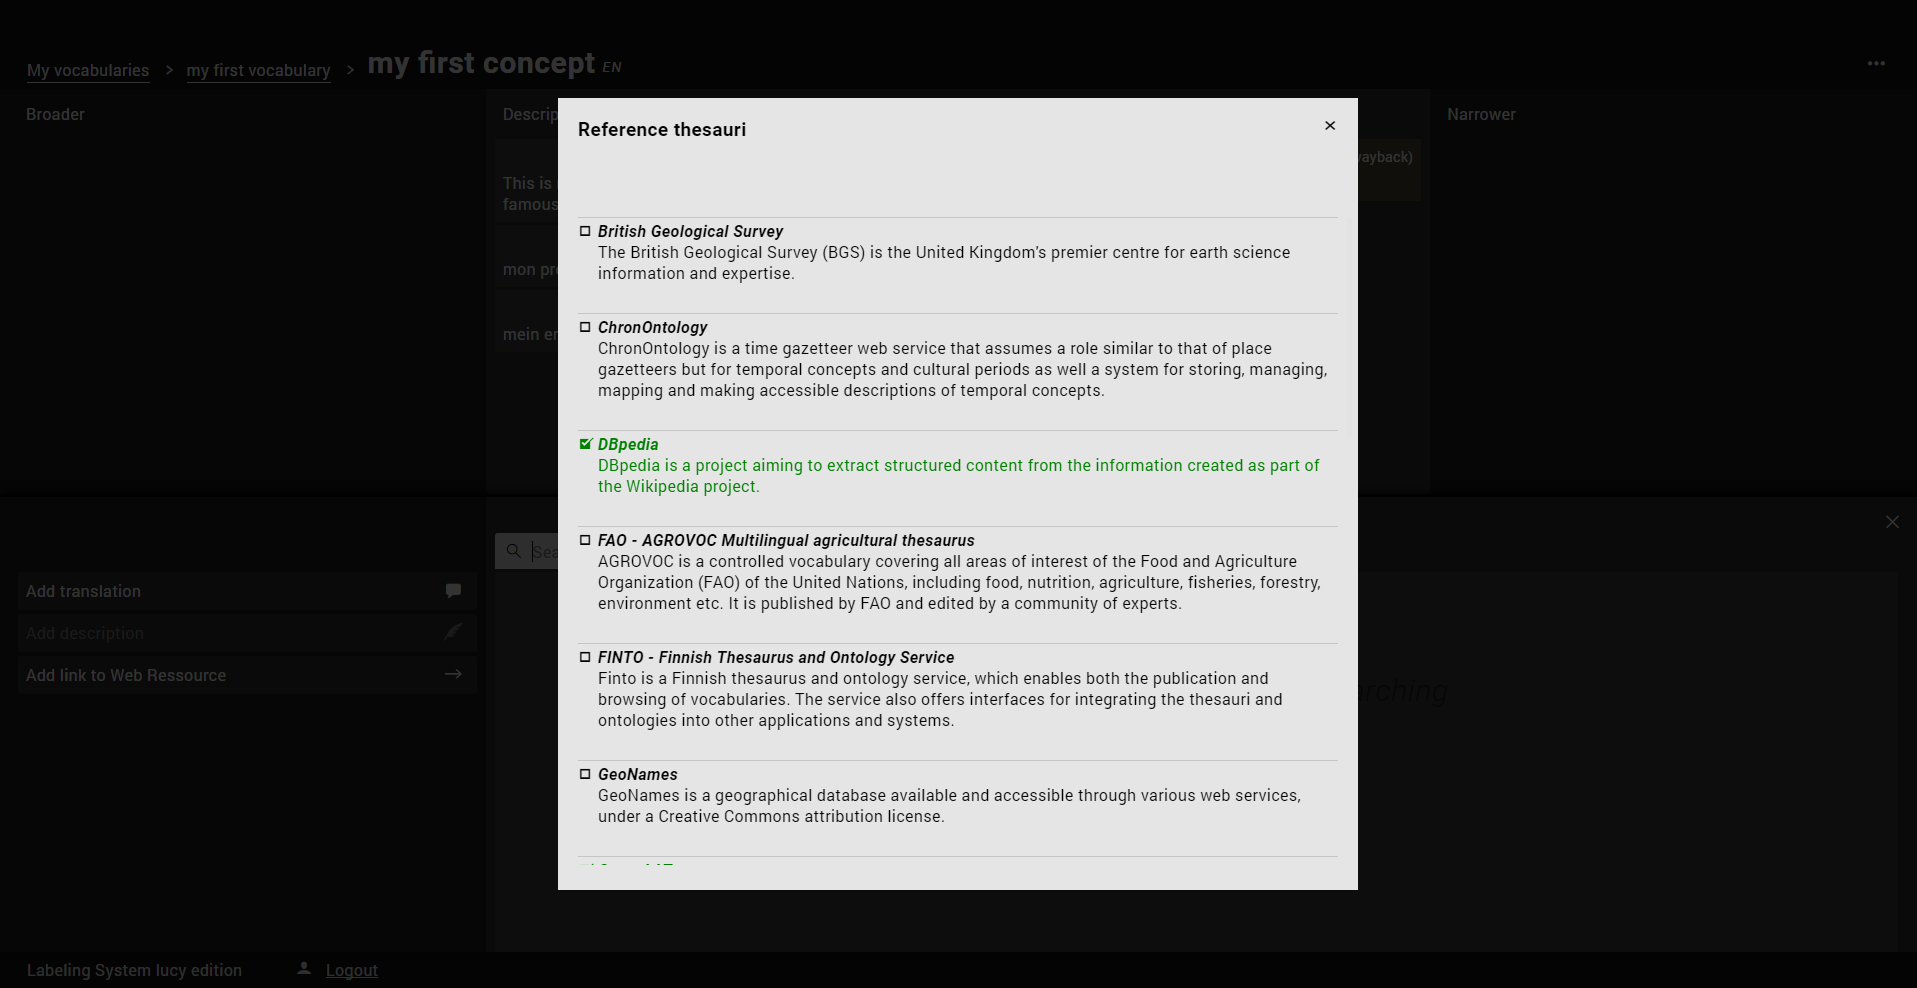 My vocabularies > my first vocabulary > my first concept EN
•••
Broader
Descrip
Narrower
Reference thesauri
×
This is
famous
mon pr
mein er
ayback)
British Geological Survey
The British Geological Survey (BGS) is the United Kingdom's premier centre for earth science
information and expertise.
ChronOntology
ChronOntology is a time gazetteer web service that assumes a role similar to that of place
gazetteers but for temporal concepts and cultural periods as well a system for storing, managing,
mapping and making accessible descriptions of temporal concepts.
DBpedia
DBpedia is a project aiming to extract structured content from the information created as part of
the Wikipedia project.
FAO - AGROVOC Multilingual agricultural thesaurus
AGROVOC is a controlled vocabulary covering all areas of interest of the Food and Agriculture
Organization (FAO) of the United Nations, including food, nutrition, agriculture, fisheries, forestry,
environment etc. It is published by FAO and edited by a community of experts.
FINTO - Finnish Thesaurus and Ontology Service
Finto is a Finnish thesaurus and ontology service, which enables both the publication and
browsing of vocabularies. The service also offers interfaces for integrating the thesauri and
ontologies into other applications and systems.
GeoNames
GeoNames is a geographical database available and accessible through various web services,
under a Creative Commons attribution license.
Sea
Add translation
Add description
Add link to Web Ressource
rching
Labeling System lucy edition
Logout